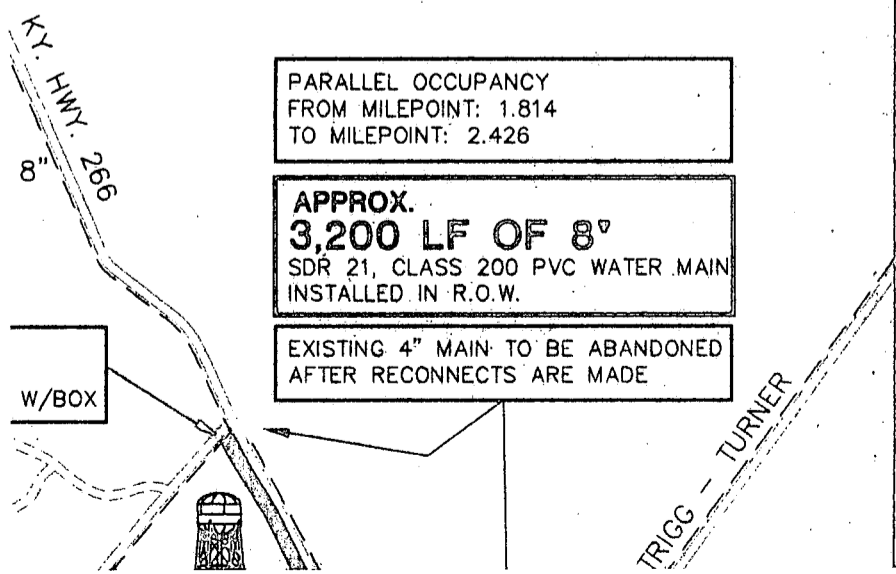 KY. HWY. 266
8"
PARALLEL OCCUPANCY
FROM MILEPOINT: 1.814
TO MILEPOINT: 2.426
APPROX.
3,200 LF OF 8"
SDR 21, CLASS 200 PVC WATER MAIN
INSTALLED IN R.O.W.
EXISTING 4" MAIN TO BE ABANDONED
AFTER RECONNECTS ARE MADE
W/BOX
TRIGG - TURNER